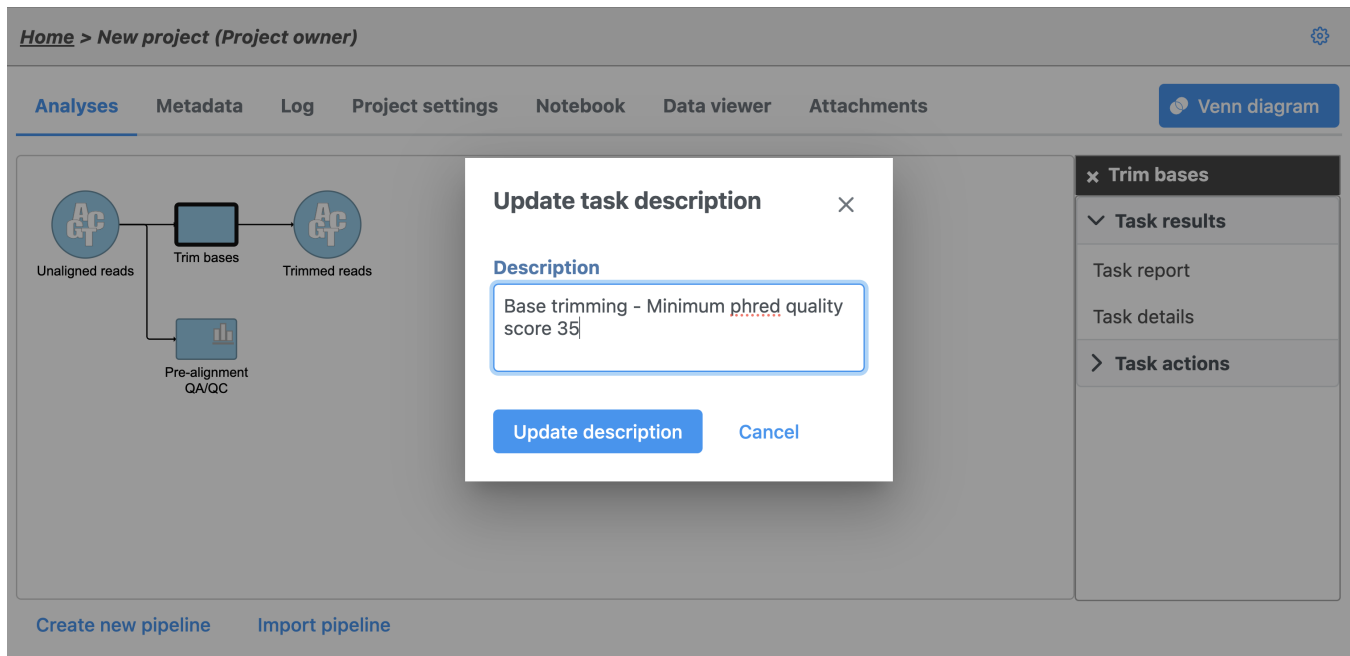 Home > New project (Project owner)
Analyses Metadata Log Project settings Notebook Data viewer Attachments Venn diagram
Unaligned reads
Trim bases
Trimmed reads
Pre-alignment
QA/QC
ACGT
ACGT
Update task description
Description
Base trimming - Minimum phred quality
score 35
Update description Cancel
Trim bases
Task results
Task report
Task details
Task actions
Create new pipeline Import pipeline